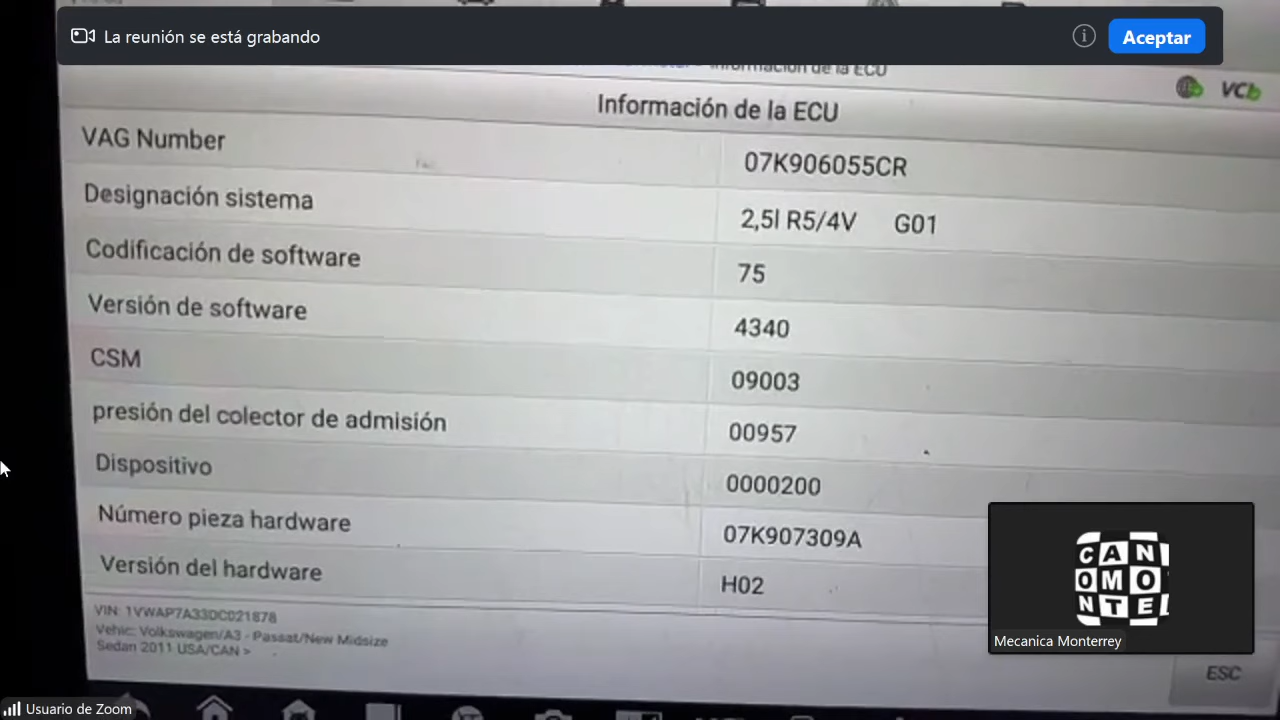 La reunión se está grabando
Aceptar
Información de la ECU
VCI
Información de la ECU
VAG Number 07K906055CR
Designación sistema 2,5l R5/4V G01
Codificación de software 75
Versión de software 4340
CSM 09003
presión del colector de admisión 00957
Dispositivo 0000200
Número pieza hardware 07K907309A
Versión del hardware H02
VIN: 1VWAP7A33DC021878
Vehic: Volkswagen/A3 - Passat/New Midsize
Sedan 2011 USA/CAN >
CAN
OMO
NTE
Mecanica Monterrey
ESC
Usuario de Zoom